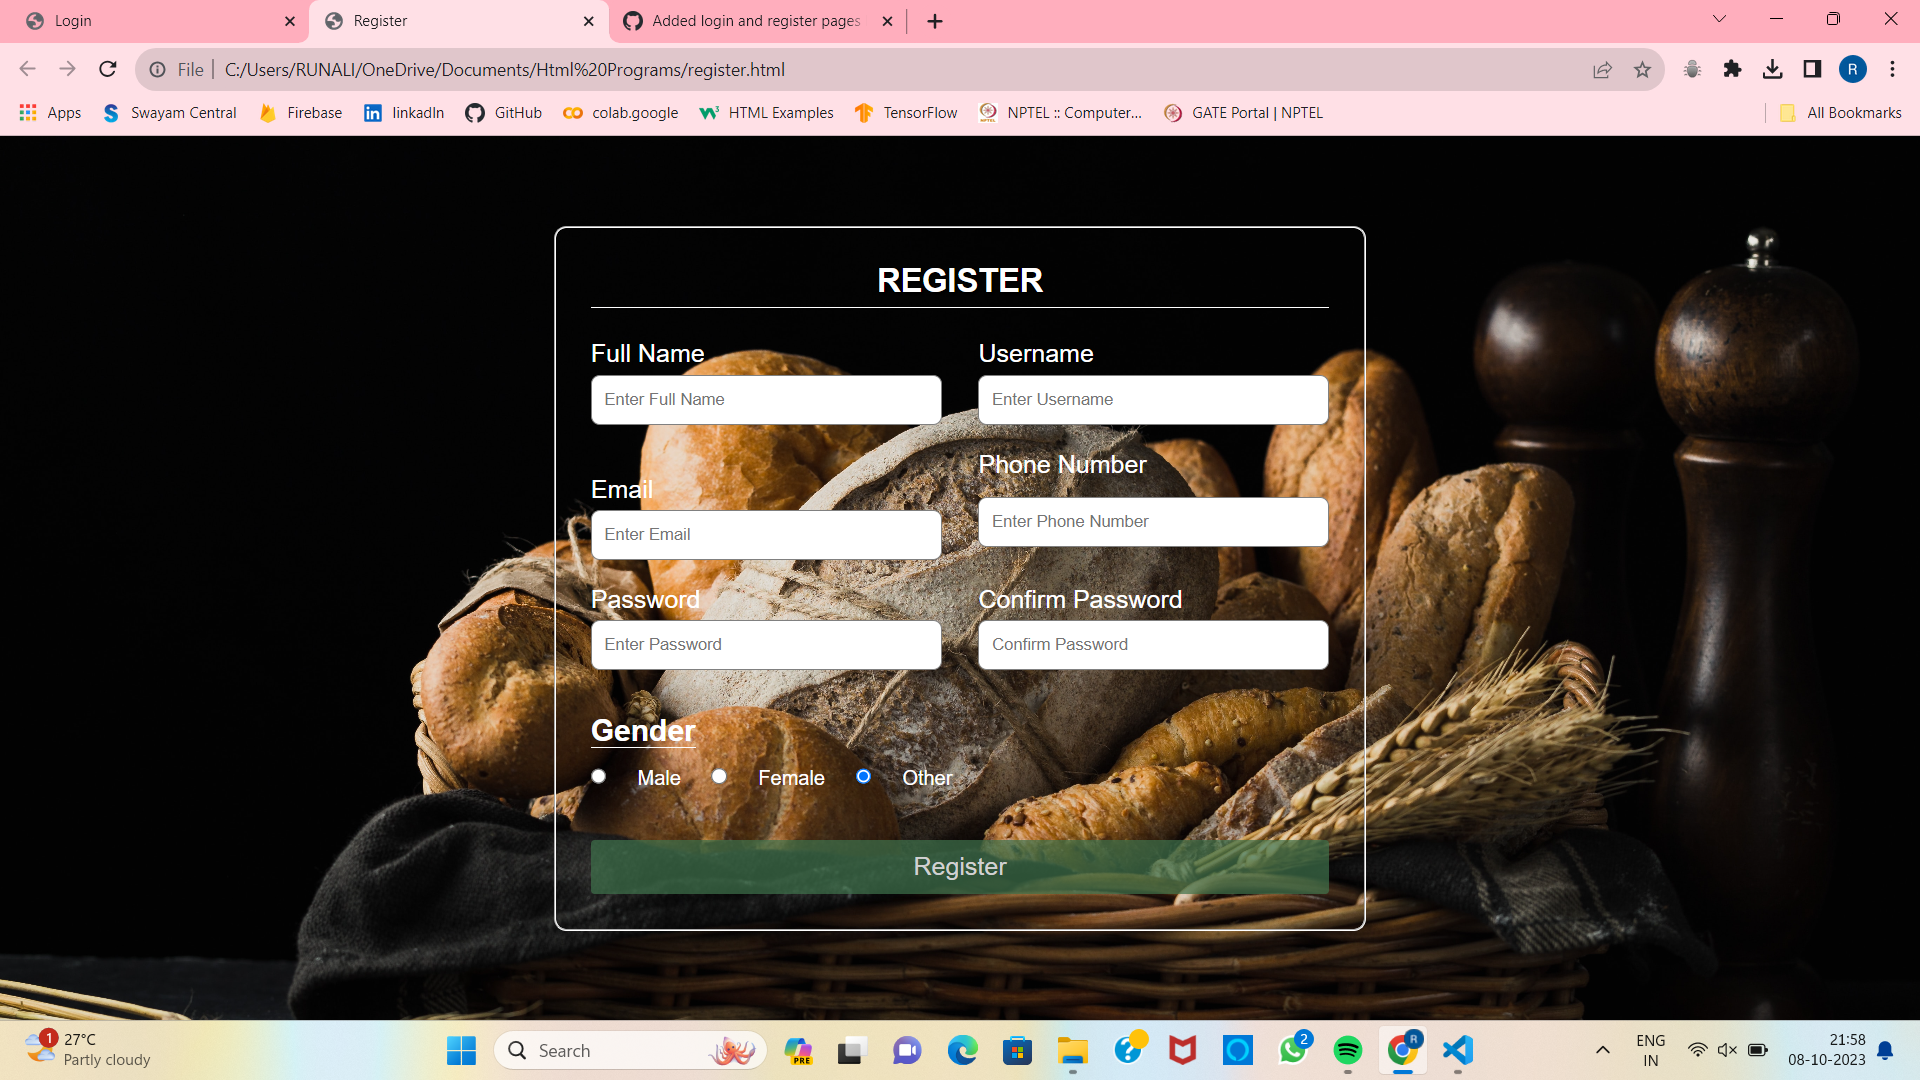 Login
Register
Added login and register pages
File
C:/Users/RUNALI/OneDrive/Documents/Html%20Programs/register.html
R
Apps
Swayam Central
Firebase
linkadIn
GitHub
colab.google
HTML Examples
TensorFlow
NPTEL :: Computer...
GATE Portal | NPTEL
All Bookmarks
REGISTER
Full Name
Username
Enter Full Name
Enter Username
Email
Phone Number
Enter Email
Enter Phone Number
Password
Confirm Password
Enter Password
Confirm Password
Gender
Male
Female
Other
Register
1
27°C
Partly cloudy
Search
PRE
2
R
ENG
IN
21:58
08-10-2023